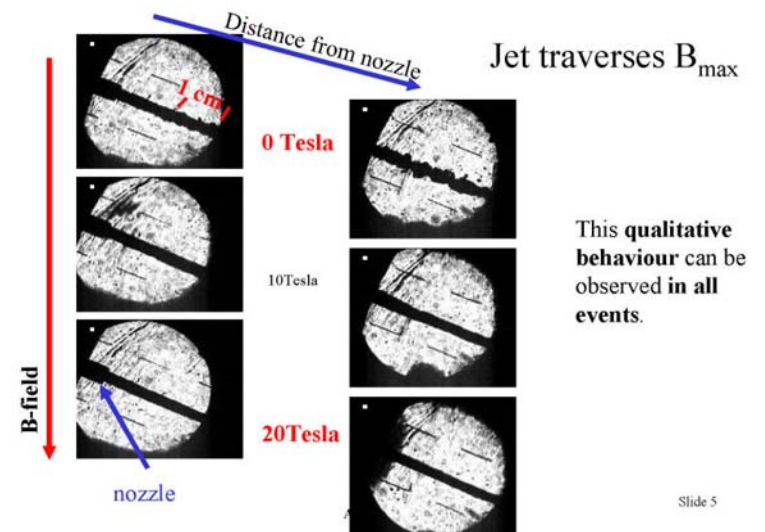 Distance from nozzle
Jet traverses Bmax
1 cm
0 Tesla
This qualitative
behaviour can be
observed in all
events.
10Tesla
B-field
20Tesla
nozzle
A
Slide 5